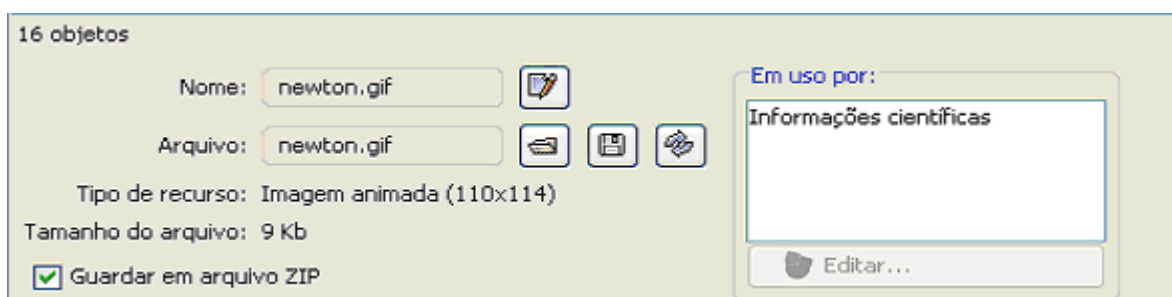 16 objetos
Nome: newton.gif
Arquivo: newton.gif
Tipo de recurso: Imagem animada (110x114)
Tamanho do arquivo: 9 Kb
Guardar em arquivo ZIP
Em uso por:
Informações científicas
Editar...